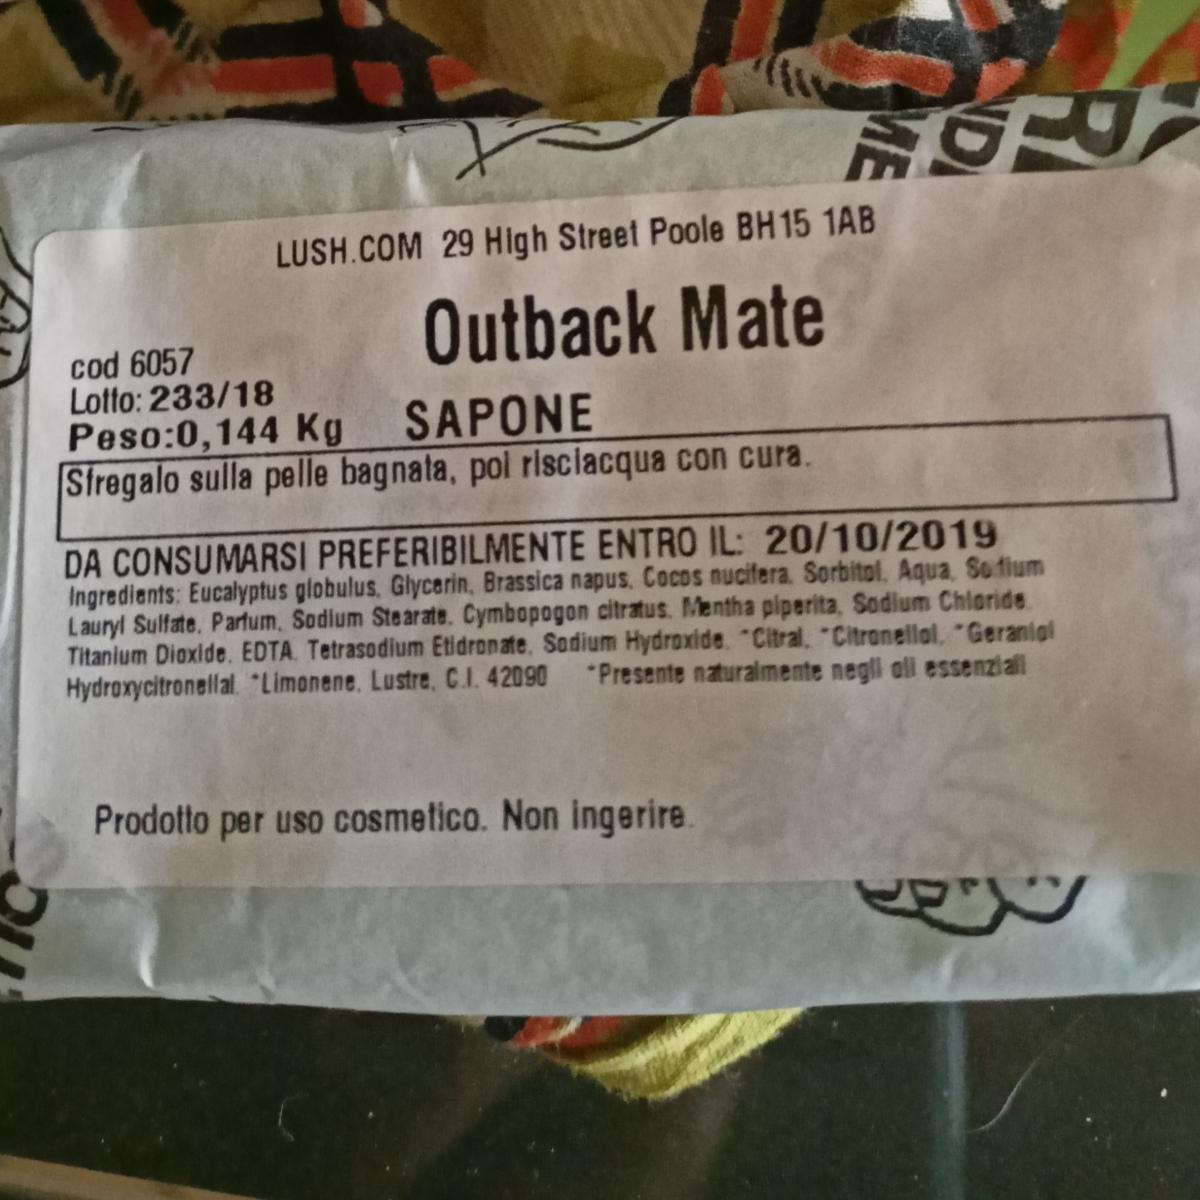 ME
ND
RE
LUSH.COM 29 High Street Poole BH15 1AB
Outback Mate
cod 6057
Lotto: 233/18
Peso:0,144 Kg SAPONE
Sfregalo sulla pelle bagnata, poi risciacqua con cura.
DA CONSUMARSI PREFERIBILMENTE ENTRO IL: 20/10/2019
Ingredients: Eucalyptus globulus, Glycerin, Brassica napus, Cocos nucifera, Sorbitol, Aqua, Sodium
Lauryl Sulfate, Parfum, Sodium Stearate, Cymbopogon citratus, Mentha piperita, Sodium Chloride,
Titanium Dioxide, EDTA, Tetrasodium Etidronate, Sodium Hydroxide, *Citral, *Citronellol, *Geraniol
Hydroxycitronellal, *Limonene, Lustre, C.I. 42090 *Presente naturalmente negli oli essenziali
Prodotto per uso cosmetico. Non ingerire.